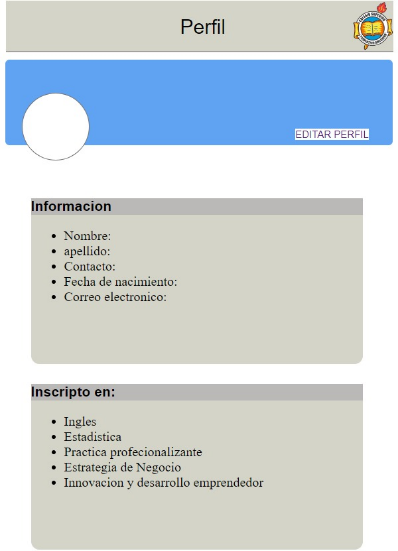 Perfil
EDITAR PERFIL
Informacion
Nombre:
apellido:
Contacto:
Fecha de nacimiento:
Correo electronico:
Inscripto en:
Ingles
Estadistica
Practica profecionalizante
Estrategia de Negocio
Innovacion y desarrollo emprendedor